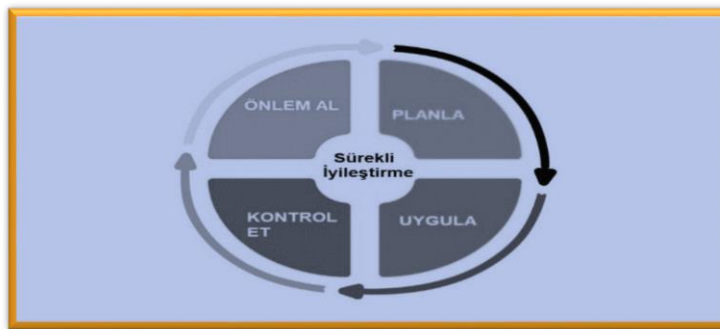 ÖNLEM AL
PLANLA
Sürekli
İyileştirme
KONTROL
ET
UYGULA